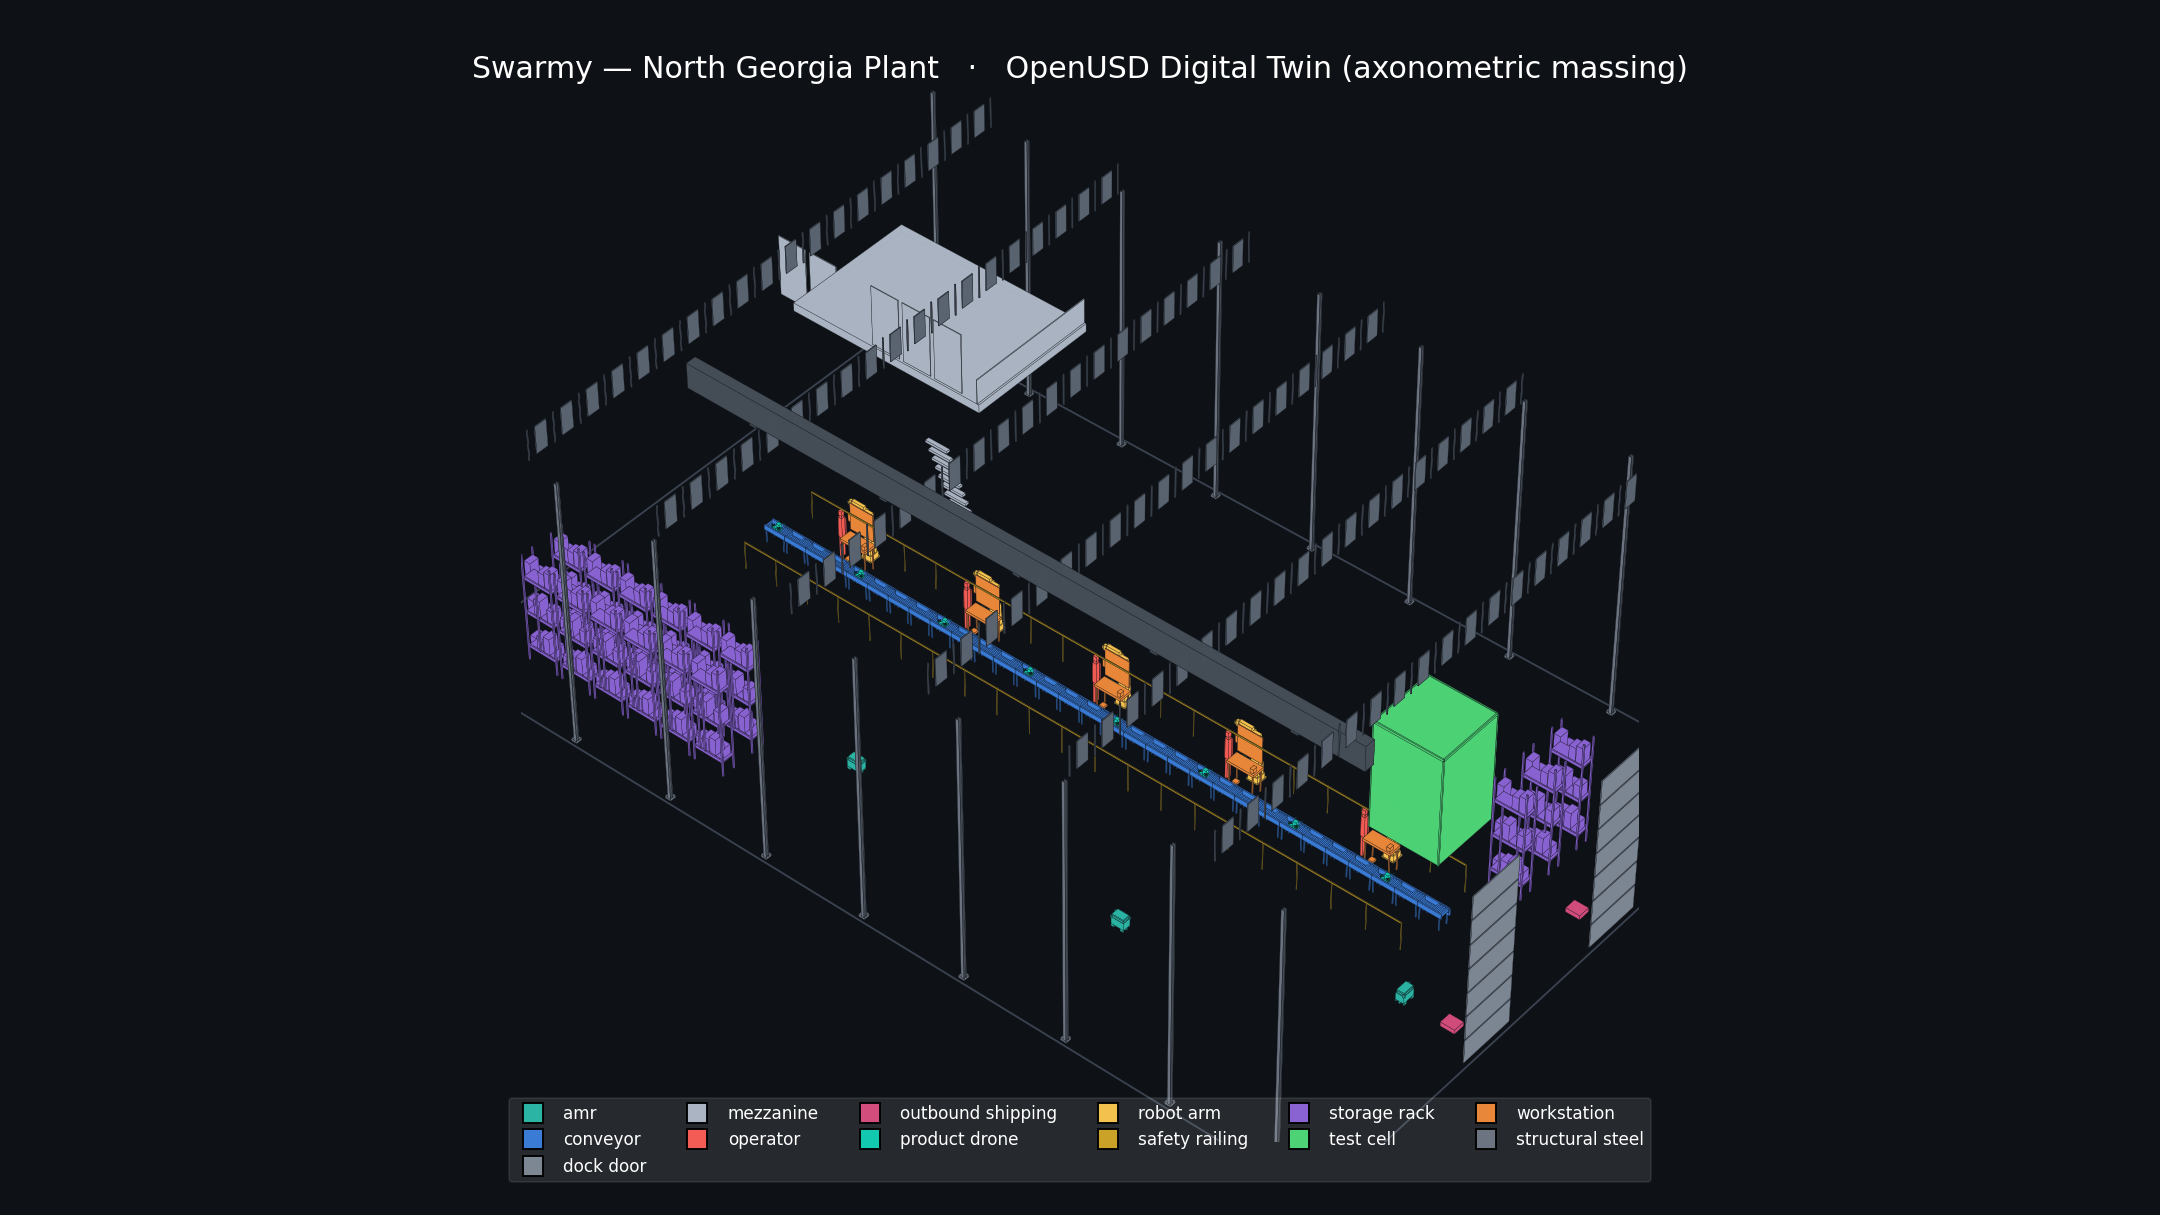 Swarmy — North Georgia Plant · OpenUSD Digital Twin (axonometric massing)
amr mezzanine outbound shipping robot arm storage rack workstation
conveyor operator product drone safety railing test cell structural steel
dock door